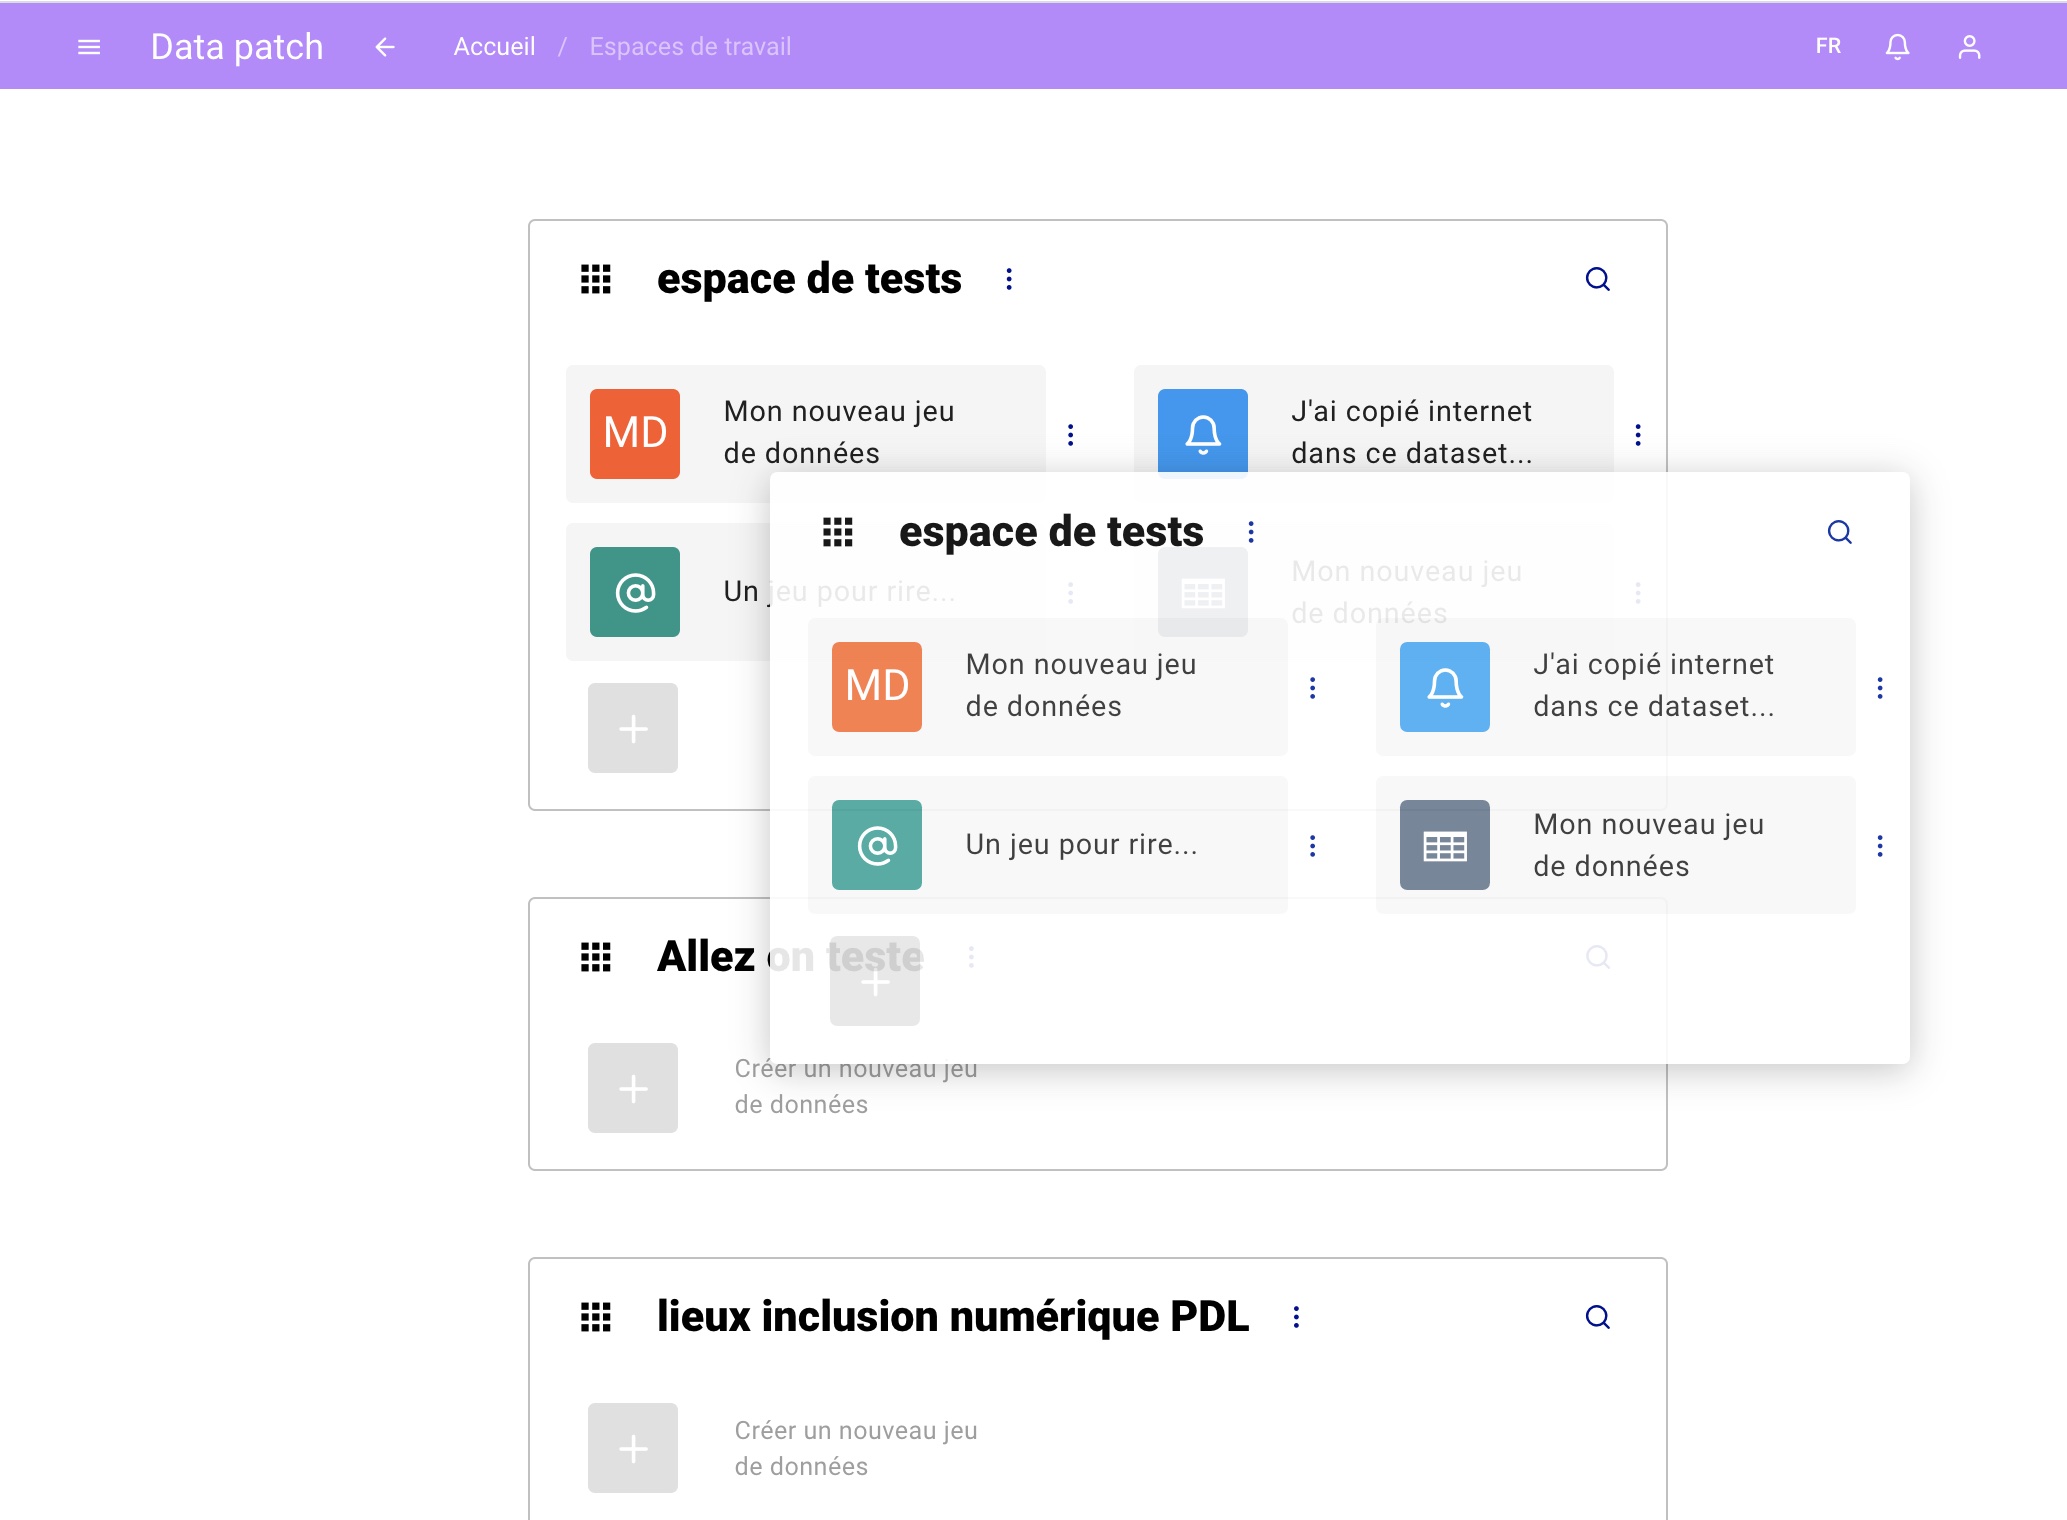 Data patch
Accueil / Espaces de travail
FR
espace de tests
MD
Mon nouveau jeu
de données
J'ai copié internet
dans ce dataset...
Un jeu pour rire...
Mon nouveau jeu
de données
espace de tests
MD
Mon nouveau jeu
de données
J'ai copié internet
dans ce dataset...
Un jeu pour rire...
Mon nouveau jeu
de données
Allez on teste
Créer un nouveau jeu
de données
lieux inclusion numérique PDL
Créer un nouveau jeu
de données